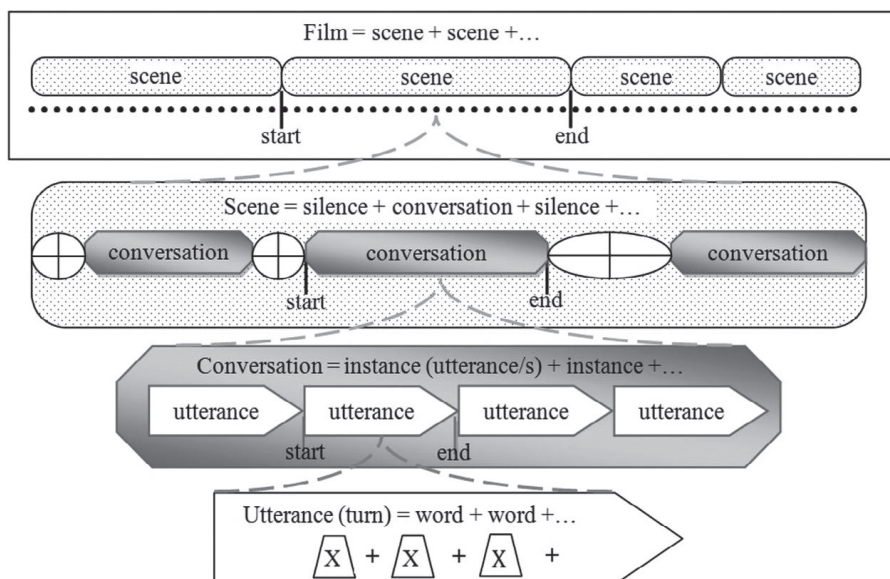 Film = scene + scene +…
scene scene scene scene
start end
Scene = silence + conversation + silence +…
conversation conversation conversation
start end
Conversation = instance (utterance/s) + instance +…
utterance utterance utterance utterance
start end
Utterance (turn) = word + word +…
X + X + X +